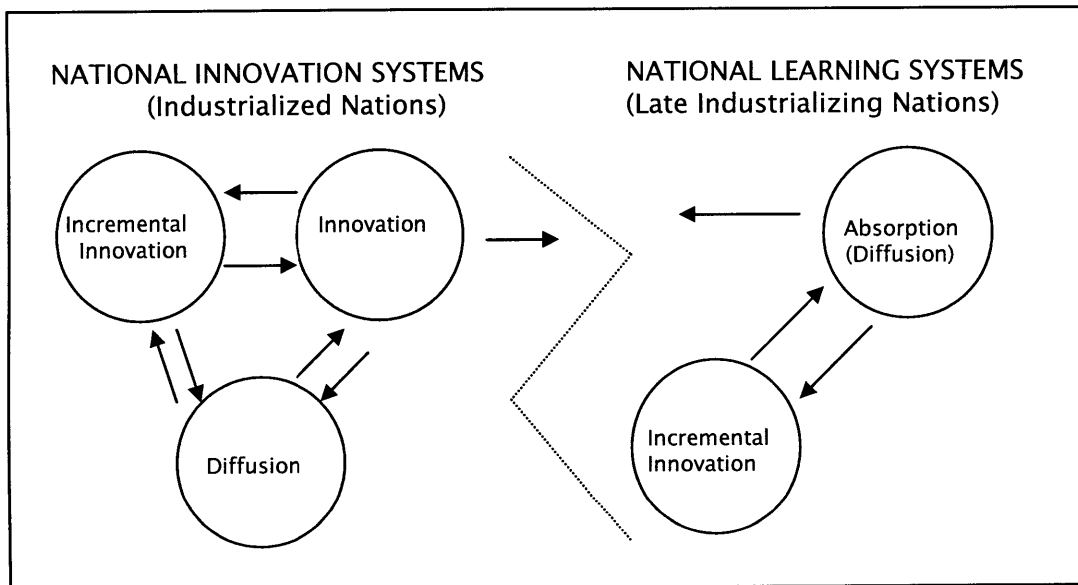 NATIONAL INNOVATION SYSTEMS
(Industrialized Nations)
Incremental
Innovation
Innovation
Diffusion
NATIONAL LEARNING SYSTEMS
(Late Industrializing Nations)
Absorption
(Diffusion)
Incremental
Innovation